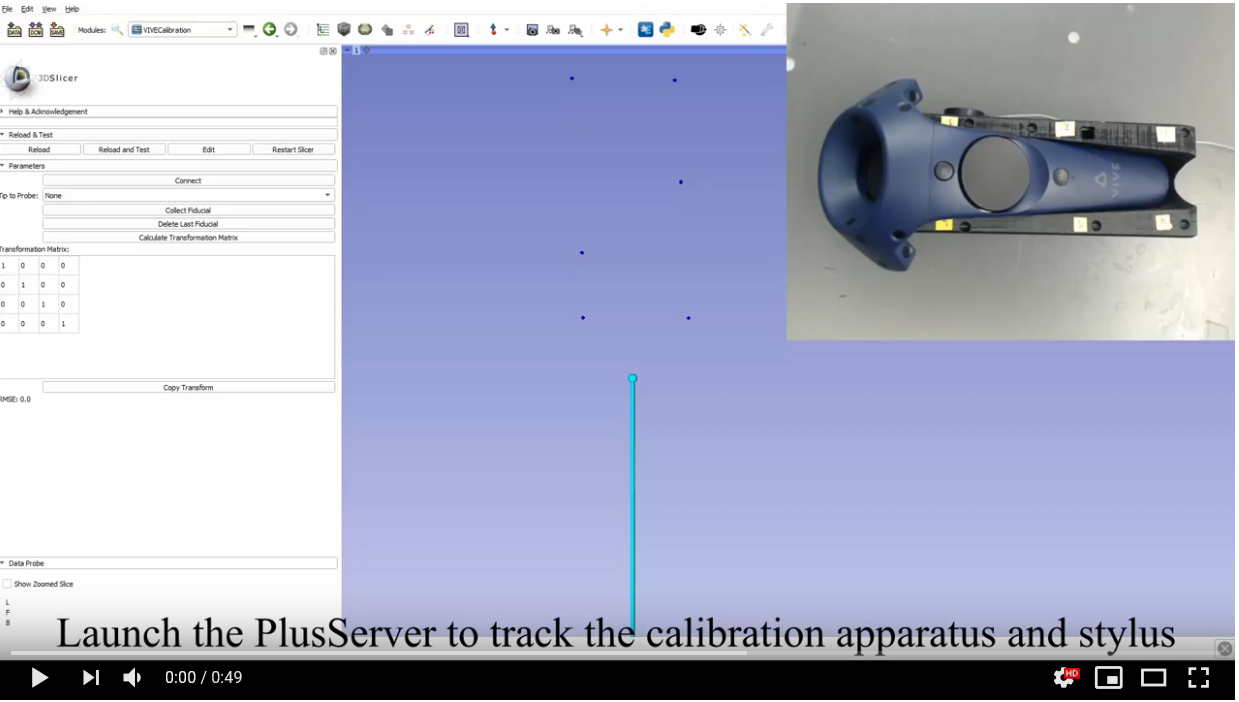 File Edit View Help
DATA DCM SAVE Modules: VIVECalibration
1
3DSlicer
Help & Acknowledgement
Reload & Test
Reload Reload and Test Edit Restart Slicer
Parameters
Connect
Tip to Probe: None
Collect Fiducial
Delete Last Fiducial
Calculate Transformation Matrix
Transformation Matrix:
1 0 0 0
0 1 0 0
0 0 1 0
0 0 0 1
Copy Transform
RMSE: 0.0
VIVE
Data Probe
Show Zoomed Slice
L
F
B
Launch the PlusServer to track the calibration apparatus and stylus
0:00 / 0:49
HD